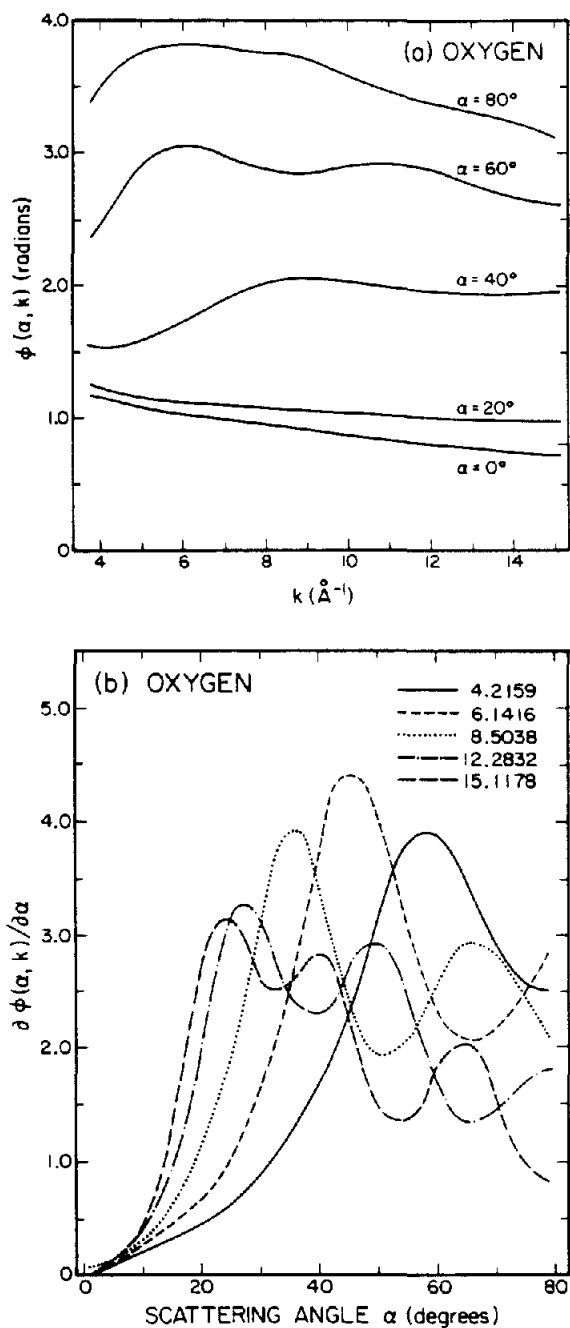 (a) OXYGEN
4.0
3.0
2.0
1.0
0
ϕ (α, k) (radians)
α = 80°
α = 60°
α = 40°
α = 20°
α = 0°
4 6 8 10 12 14
k (Å⁻¹)
(b) OXYGEN
4.2159
6.1416
8.5038
12.2832
15.1178
5.0
4.0
3.0
2.0
1.0
0
∂ ϕ (α, k) / ∂α
0 20 40 60 80
SCATTERING ANGLE α (degrees)